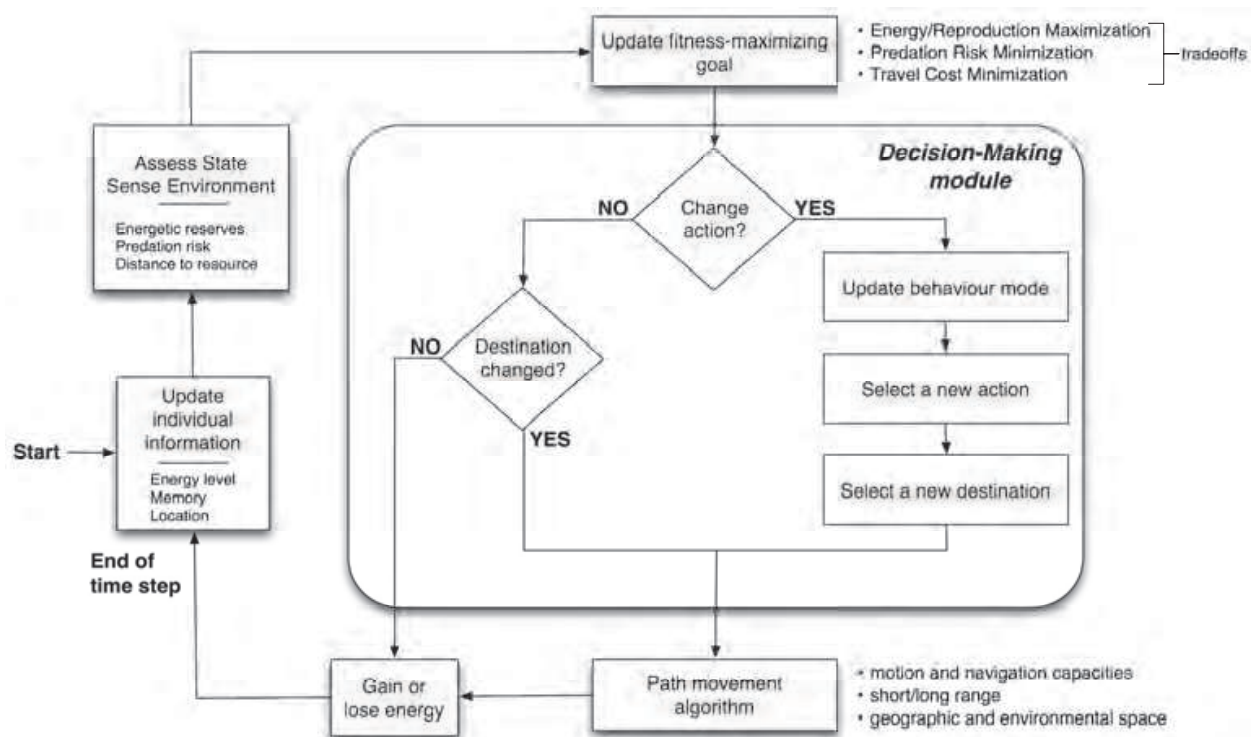 Update fitness-maximizing
goal
• Energy/Reproduction Maximization
• Predation Risk Minimization
• Travel Cost Minimization
tradeoffs
Assess State
Sense Environment
Energetic reserves
Predation risk
Distance to resource
Decision-Making
module
NO
Change
action?
YES
Update behaviour mode
NO
Destination
changed?
Select a new action
Update
individual
information
YES
Start
Energy level
Memory
Location
Select a new destination
End of
time step
Gain or
lose energy
Path movement
algorithm
• motion and navigation capacities
• short/long range
• geographic and environmental space